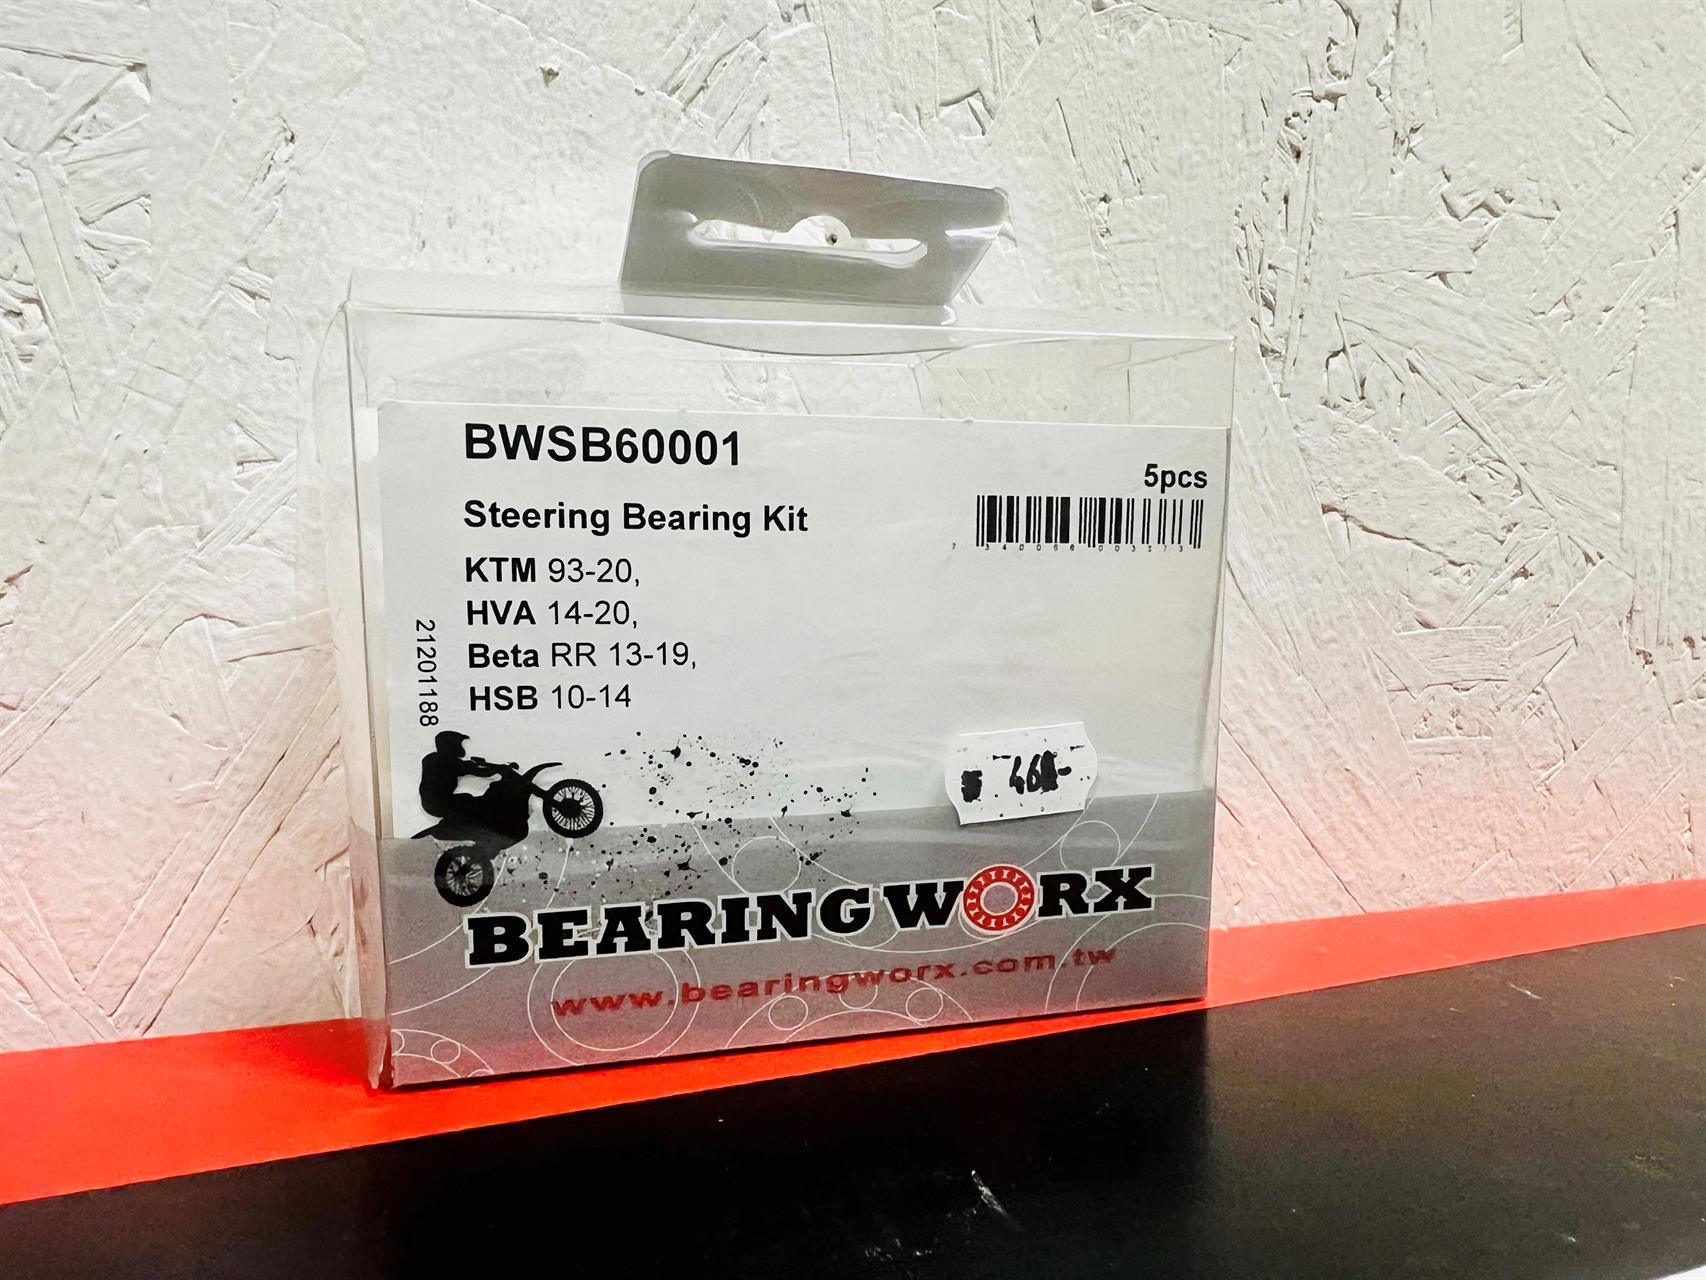 BWSB60001
5pcs
Steering Bearing Kit
KTM 93-20,
HVA 14-20,
Beta RR 13-19,
HSB 10-14
21201188
BEARINGWORX
www.bearingworx.com.tw